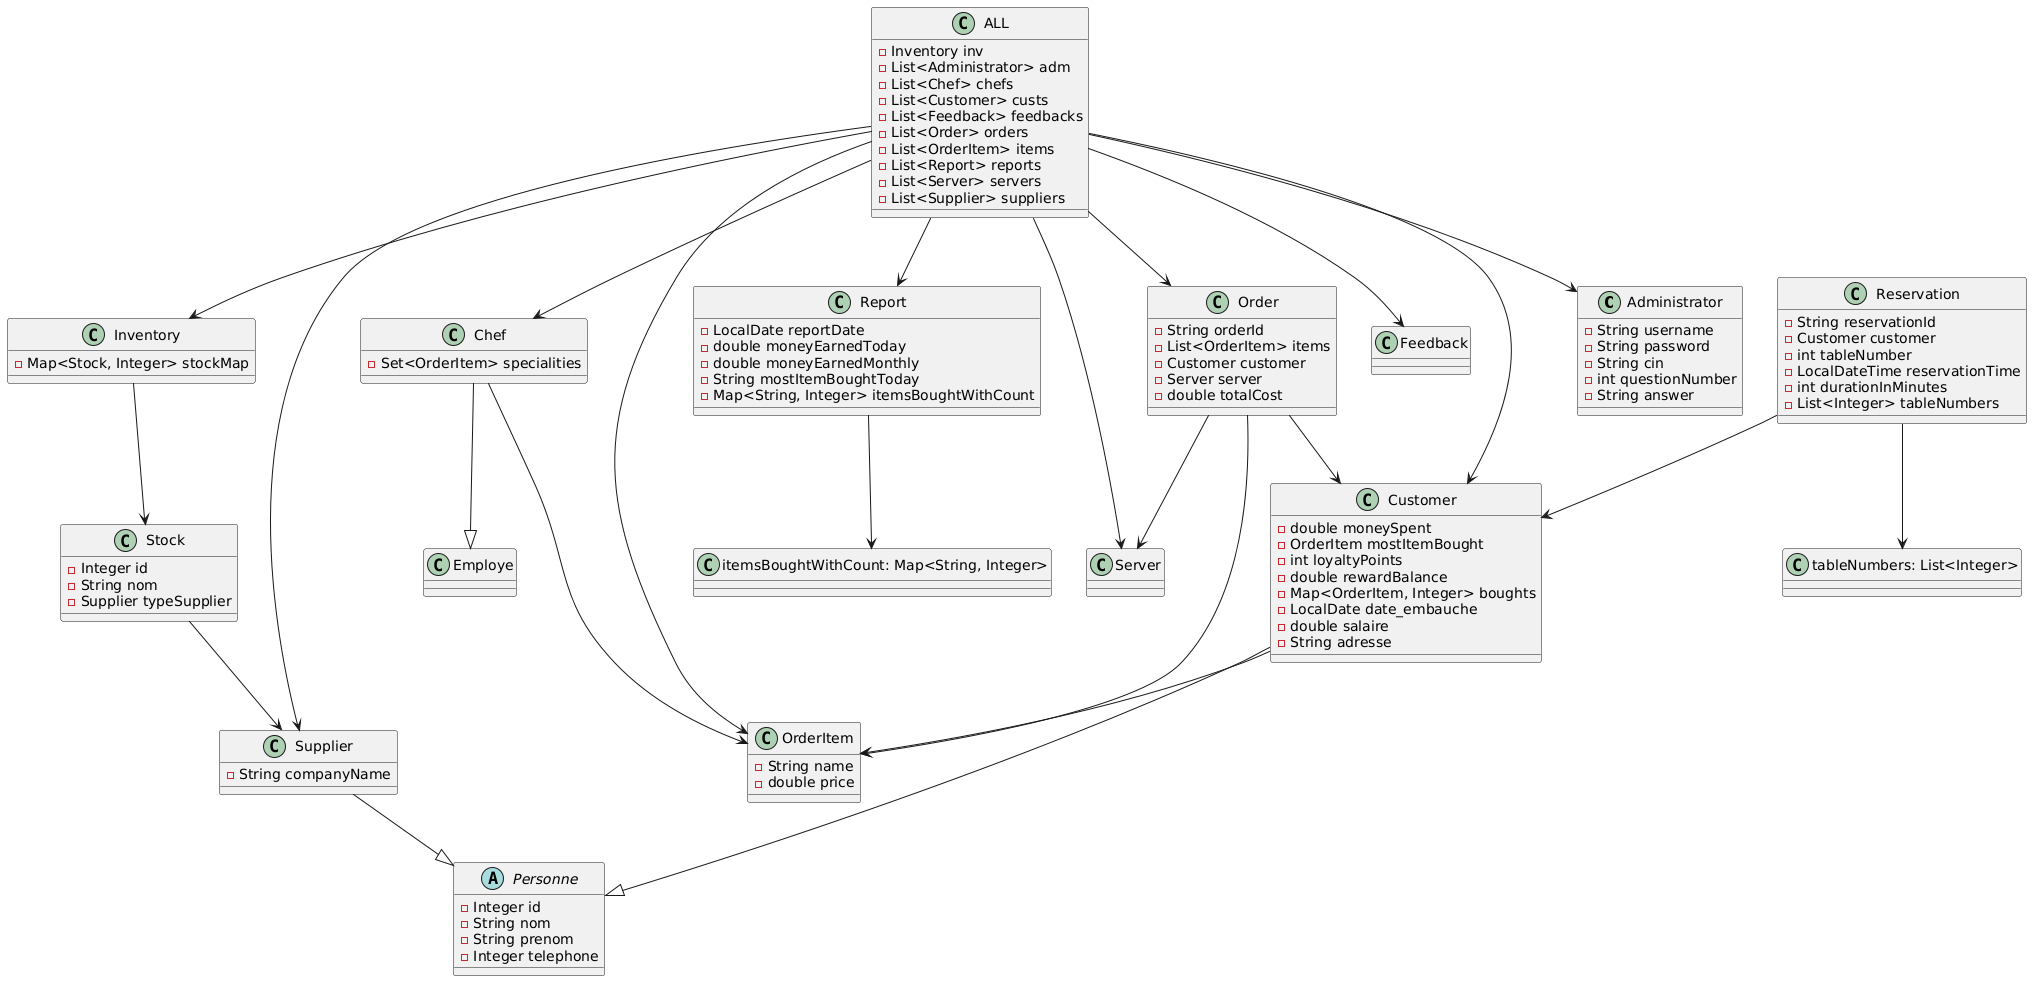 C ALL
Inventory inv
List<Administrator> adm
List<Chef> chefs
List<Customer> custs
List<Feedback> feedbacks
List<Order> orders
List<OrderItem> items
List<Report> reports
List<Server> servers
List<Supplier> suppliers
C Inventory
Map<Stock, Integer> stockMap
C Chef
Set<OrderItem> specialities
C Report
LocalDate reportDate
double moneyEarnedToday
double moneyEarnedMonthly
String mostItemBoughtToday
Map<String, Integer> itemsBoughtWithCount
C Order
String orderId
List<OrderItem> items
Customer customer
Server server
double totalCost
C Feedback
C Administrator
String username
String password
String cin
int questionNumber
String answer
C Reservation
String reservationId
Customer customer
int tableNumber
LocalDateTime reservationTime
int durationInMinutes
List<Integer> tableNumbers
C Stock
Integer id
String nom
Supplier typeSupplier
C Employe
C itemsBoughtWithCount: Map<String, Integer>
C Server
C Customer
double moneySpent
OrderItem mostItemBought
int loyaltyPoints
double rewardBalance
Map<OrderItem, Integer> boughts
LocalDate date_embauche
double salaire
String adresse
C tableNumbers: List<Integer>
C Supplier
String companyName
C OrderItem
String name
double price
A Personne
Integer id
String nom
String prenom
Integer telephone